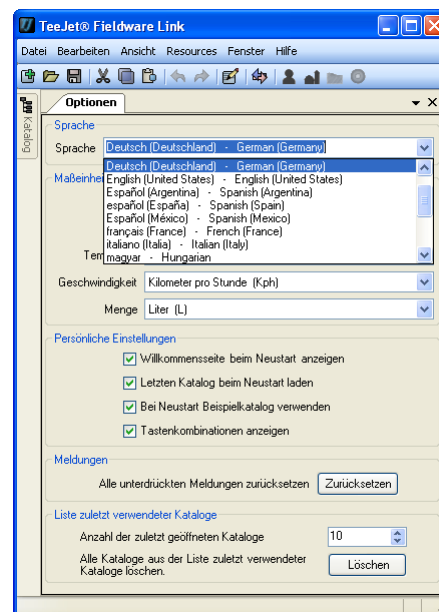 TeeJet® Fieldware Link
Datei Bearbeiten Ansicht Resources Fenster Hilfe
Katalog
Optionen
Sprache
Sprache Deutsch (Deutschland) - German (Germany)
Deutsch (Deutschland) - German (Germany)
English (United States) - English (United States)
Español (Argentina) - Spanish (Argentina)
español (España) - Spanish (Spain)
Español (México) - Spanish (Mexico)
français (France) - French (France)
italiano (Italia) - Italian (Italy)
magyar - Hungarian
Maßeinhei
Tem
Geschwindigkeit Kilometer pro Stunde (Kph)
Menge Liter (L)
Persönliche Einstellungen
Willkommensseite beim Neustart anzeigen
Letzten Katalog beim Neustart laden
Bei Neustart Beispielkatalog verwenden
Tastenkombinationen anzeigen
Meldungen
Alle unterdrückten Meldungen zurücksetzen Zurücksetzen
Liste zuletzt verwendeter Kataloge
Anzahl der zuletzt geöffneten Kataloge 10
Alle Kataloge aus der Liste zuletzt verwendeter
Kataloge löschen. Löschen